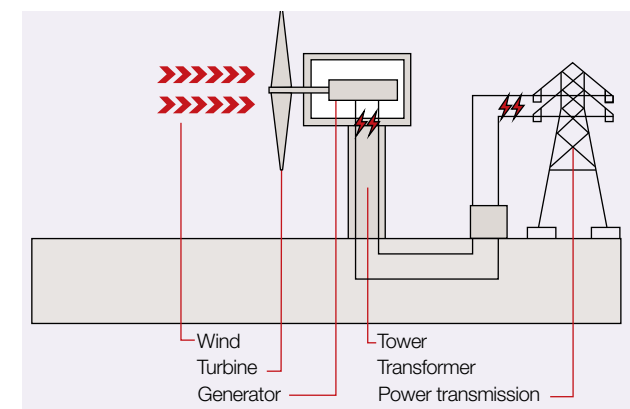 Wind
Turbine
Generator
Tower
Transformer
Power transmission